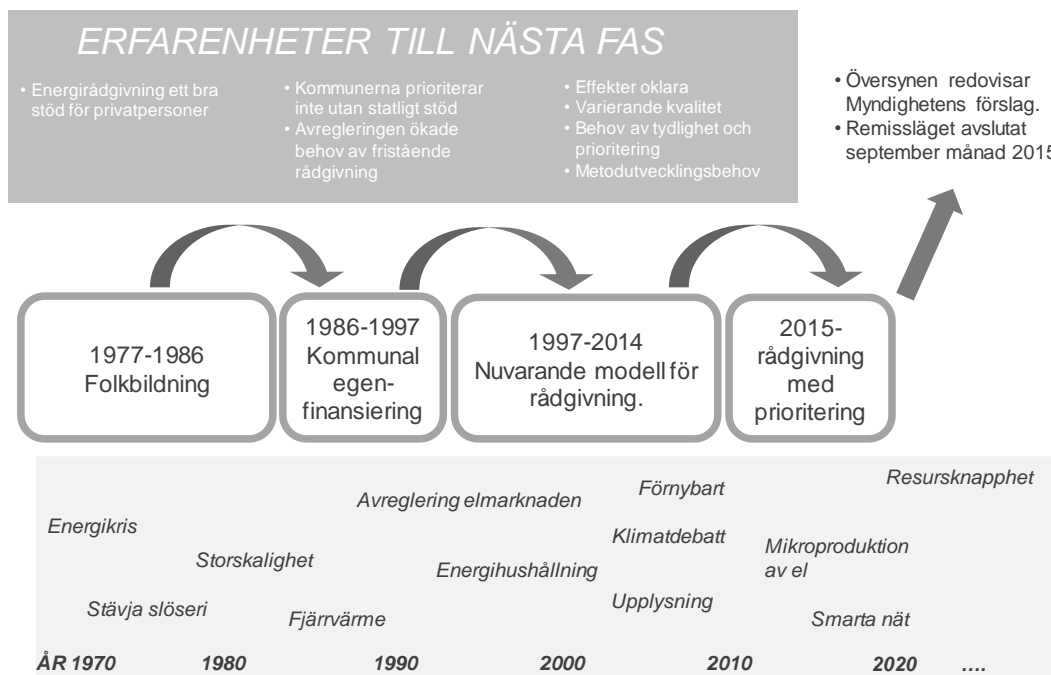 ERFARENHETER TILL NÄSTA FAS
• Energirådgivning ett bra
stöd för privatpersoner
• Kommunerna prioriterar
inte utan statligt stöd
• Avregleringen ökade
behov av fristående
rådgivning
• Effekter oklara
• Varierande kvalitet
• Behov av tydlighet och
prioritering
• Metodutvecklingsbehov
• Översynen redovisar
Myndighetens förslag.
• Remissläget avslutat
september månad 2015
1977-1986
Folkbildning
1986-1997
Kommunal
egen-
finansiering
1997-2014
Nuvarande modell för
rådgivning.
2015-
rådgivning
med
prioritering
Energikris
Stävja slöseri
Storskalighet
Fjärrvärme
Avreglering elmarknaden
Energihushållning
Förnybart
Klimatdebatt
Upplysning
Mikroproduktion
av el
Smarta nät
Resursknapphet
ÅR 1970 1980 1990 2000 2010 2020 ....